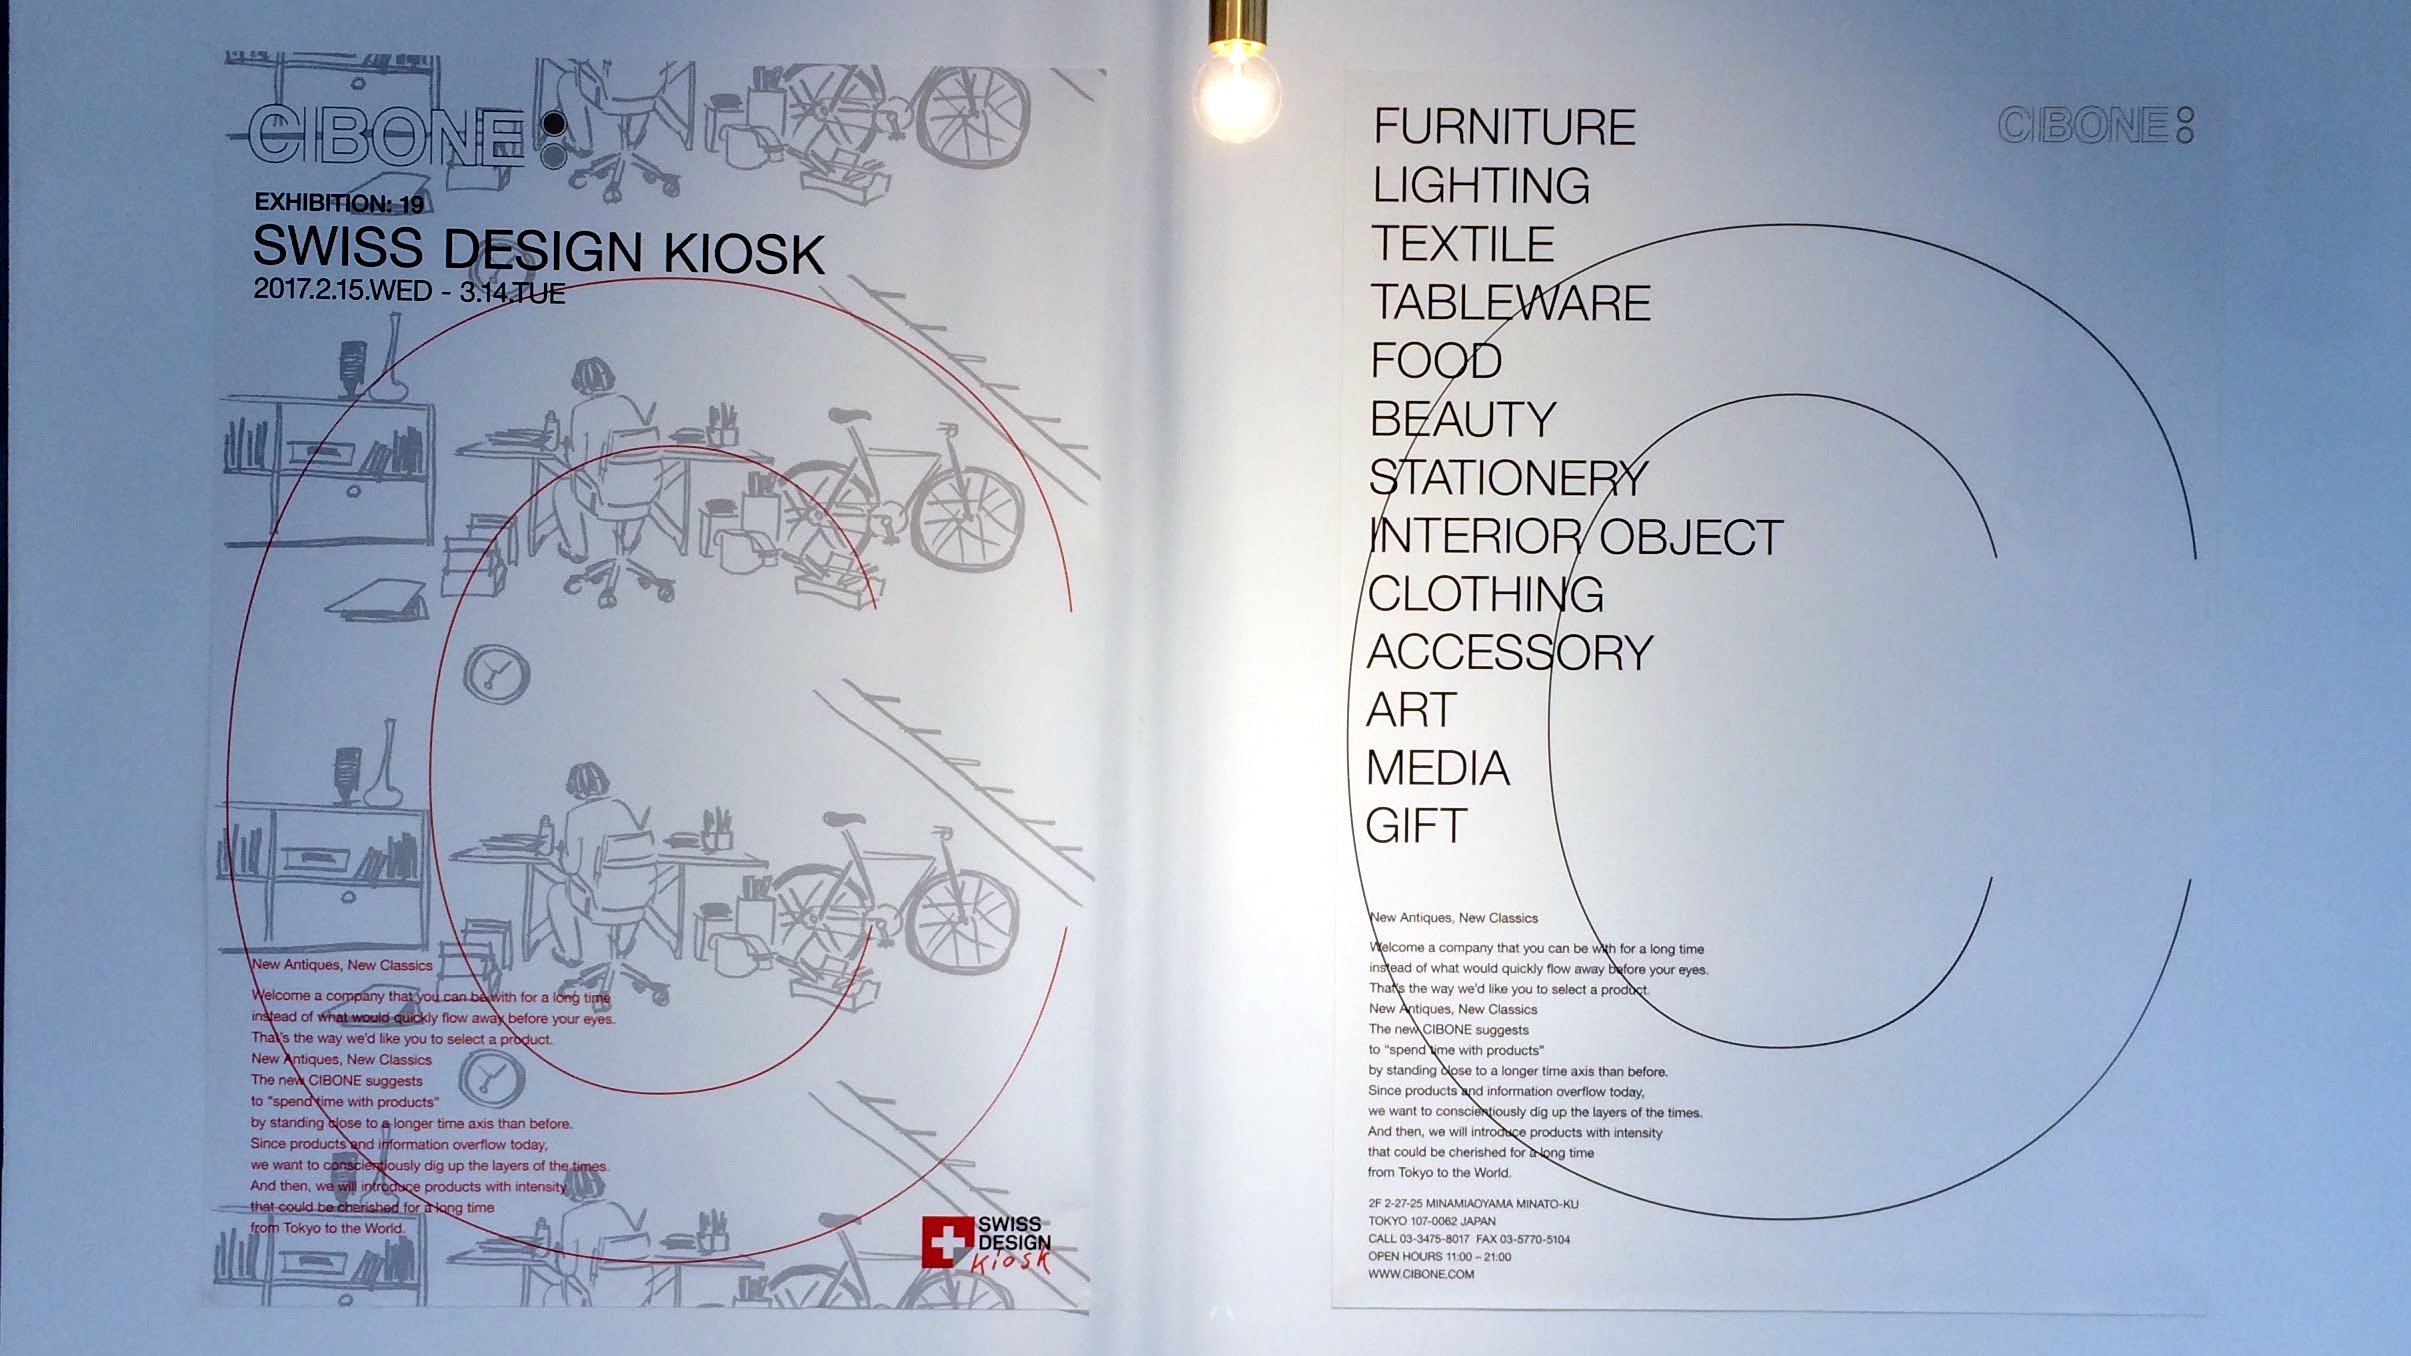 CIBONE:
EXHIBITION: 19
SWISS DESIGN KIOSK
2017.2.15.WED - 3.14.TUE
New Antiques, New Classics
Welcome a company that you can be with for a long time
instead of what would quickly flow away before your eyes.
That's the way we'd like you to select a product.
New Antiques, New Classics
The new CIBONE suggests
to "spend time with products"
by standing close to a longer time axis than before.
Since products and information overflow today,
we want to conscientiously dig up the layers of the times.
And then, we will introduce products with intensity
that could be cherished for a long time
from Tokyo to the World.
SWISS
DESIGN
Kiosk
CIBONE:
FURNITURE
LIGHTING
TEXTILE
TABLEWARE
FOOD
BEAUTY
STATIONERY
INTERIOR OBJECT
CLOTHING
ACCESSORY
ART
MEDIA
GIFT
New Antiques, New Classics
Welcome a company that you can be with for a long time
instead of what would quickly flow away before your eyes.
That's the way we'd like you to select a product.
New Antiques, New Classics
The new CIBONE suggests
to "spend time with products"
by standing close to a longer time axis than before.
Since products and information overflow today,
we want to conscientiously dig up the layers of the times.
And then, we will introduce products with intensity
that could be cherished for a long time
from Tokyo to the World.
2F 2-27-25 MINAMIAOYAMA MINATO-KU
TOKYO 107-0062 JAPAN
CALL 03-3475-8017 FAX 03-5770-5104
OPEN HOURS 11:00 – 21:00
WWW.CIBONE.COM